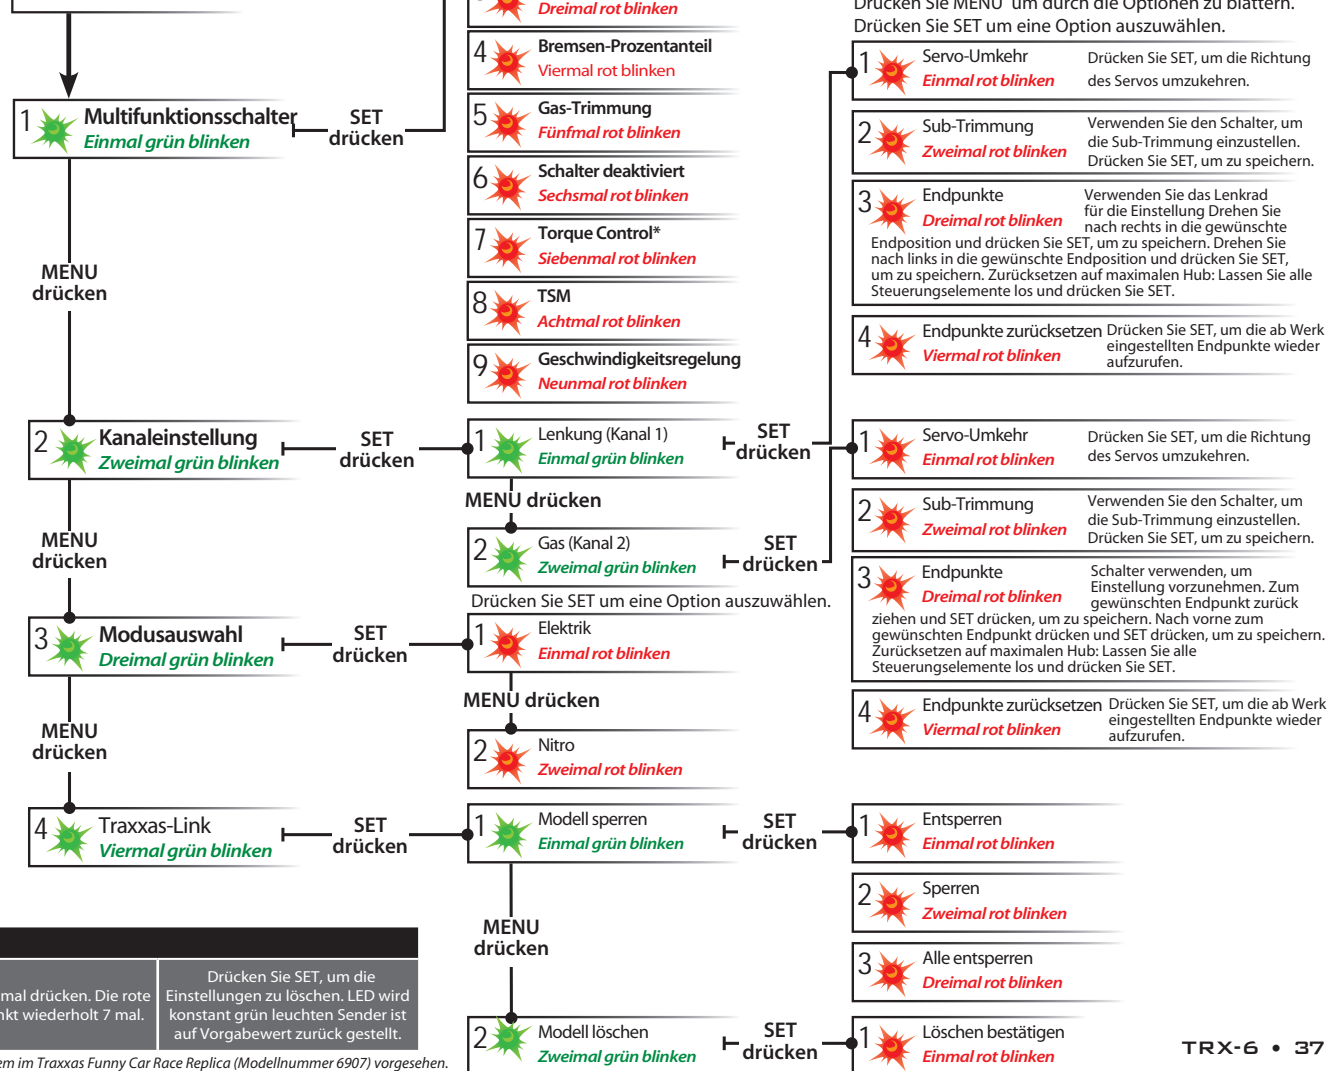 Dreimal rot blinken
4 Bremsen-Prozentanteil
Viermal rot blinken
5 Gas-Trimmung
Fünfmal rot blinken
6 Schalter deaktiviert
Sechsmal rot blinken
7 Torque Control*
Siebenmal rot blinken
8 TSM
Achtmal rot blinken
9 Geschwindigkeitsregelung
Neunmal rot blinken
1 Multifunktionsschalter
Einmal grün blinken
SET
drücken
MENU
drücken
2 Kanaleinstellung
Zweimal grün blinken
SET
drücken
1 Lenkung (Kanal 1)
Einmal grün blinken
SET
drücken
MENU drücken
2 Gas (Kanal 2)
Zweimal grün blinken
SET
drücken
Drücken Sie MENU um durch die Optionen zu blättern.
Drücken Sie SET um eine Option auszuwählen.
1 Servo-Umkehr
Einmal rot blinken
Drücken Sie SET, um die Richtung
des Servos umzukehren.
2 Sub-Trimmung
Zweimal rot blinken
Verwenden Sie den Schalter, um
die Sub-Trimmung einzustellen.
Drücken Sie SET, um zu speichern.
3 Endpunkte
Dreimal rot blinken
Verwenden Sie das Lenkrad
für die Einstellung Drehen Sie
nach rechts in die gewünschte
Endposition und drücken Sie SET, um zu speichern. Drehen Sie
nach links in die gewünschte Endposition und drücken Sie SET,
um zu speichern. Zurücksetzen auf maximalen Hub: Lassen Sie alle
Steuerungselemente los und drücken Sie SET.
4 Endpunkte zurücksetzen
Viermal rot blinken
Drücken Sie SET, um die ab Werk
eingestellten Endpunkte wieder
aufzurufen.
1 Servo-Umkehr
Einmal rot blinken
Drücken Sie SET, um die Richtung
des Servos umzukehren.
2 Sub-Trimmung
Zweimal rot blinken
Verwenden Sie den Schalter, um
die Sub-Trimmung einzustellen.
Drücken Sie SET, um zu speichern.
3 Endpunkte
Dreimal rot blinken
Schalter verwenden, um
Einstellung vorzunehmen. Zum
gewünschten Endpunkt zurück
ziehen und SET drücken, um zu speichern. Nach vorne zum
gewünschten Endpunkt drücken und SET drücken, um zu speichern.
Zurücksetzen auf maximalen Hub: Lassen Sie alle
Steuerungselemente los und drücken Sie SET.
4 Endpunkte zurücksetzen
Viermal rot blinken
Drücken Sie SET, um die ab Werk
eingestellten Endpunkte wieder
aufzurufen.
MENU
drücken
3 Modusauswahl
Dreimal grün blinken
SET
drücken
Drücken Sie SET um eine Option auszuwählen.
1 Elektrik
Einmal rot blinken
MENU drücken
2 Nitro
Zweimal rot blinken
MENU
drücken
4 Traxxas-Link
Viermal grün blinken
SET
drücken
1 Modell sperren
Einmal grün blinken
SET
drücken
1 Entsperren
Einmal rot blinken
2 Sperren
Zweimal rot blinken
3 Alle entsperren
Dreimal rot blinken
MENU
drücken
2 Modell löschen
Zweimal grün blinken
SET
drücken
1 Löschen bestätigen
Einmal rot blinken
mal drücken. Die rote
nkt wiederholt 7 mal.
Drücken Sie SET, um die
Einstellungen zu löschen. LED wird
konstant grün leuchten Sender ist
auf Vorgabewert zurück gestellt.
em im Traxxas Funny Car Race Replica (Modellnummer 6907) vorgesehen.
TRX-6 • 37